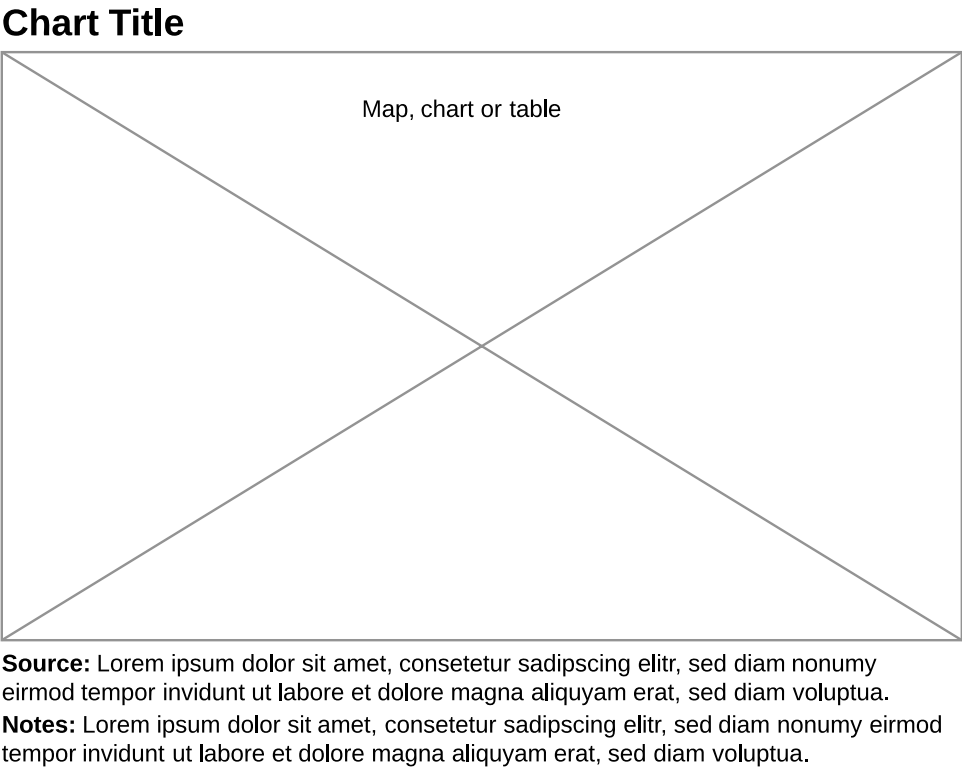 Chart Title
Map, chart or table
Source: Lorem ipsum dolor sit amet, consetetur sadipscing elitr, sed diam nonumy
eirmod tempor invidunt ut labore et dolore magna aliquyam erat, sed diam voluptua.
Notes: Lorem ipsum dolor sit amet, consetetur sadipscing elitr, sed diam nonumy eirmod
tempor invidunt ut labore et dolore magna aliquyam erat, sed diam voluptua.